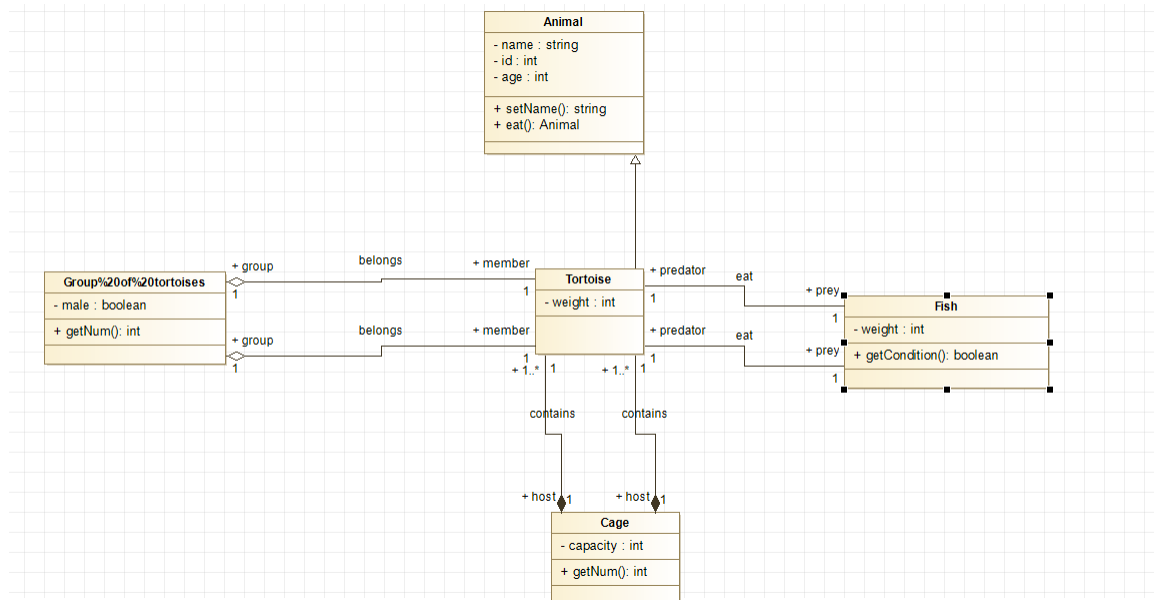 Animal
- name : string
- id : int
- age : int
+ setName(): string
+ eat(): Animal
Group%20of%20tortoises
- male : boolean
+ getNum(): int
+ group
1
belongs
+ member
1
+ group
1
belongs
+ member
1
Tortoise
- weight : int
+ predator
1
eat
+ prey
1
+ predator
1
eat
+ prey
1
Fish
- weight : int
+ getCondition(): boolean
+ 1..*
1
contains
+ host
1
+ 1..*
1
contains
+ host
1
Cage
- capacity : int
+ getNum(): int